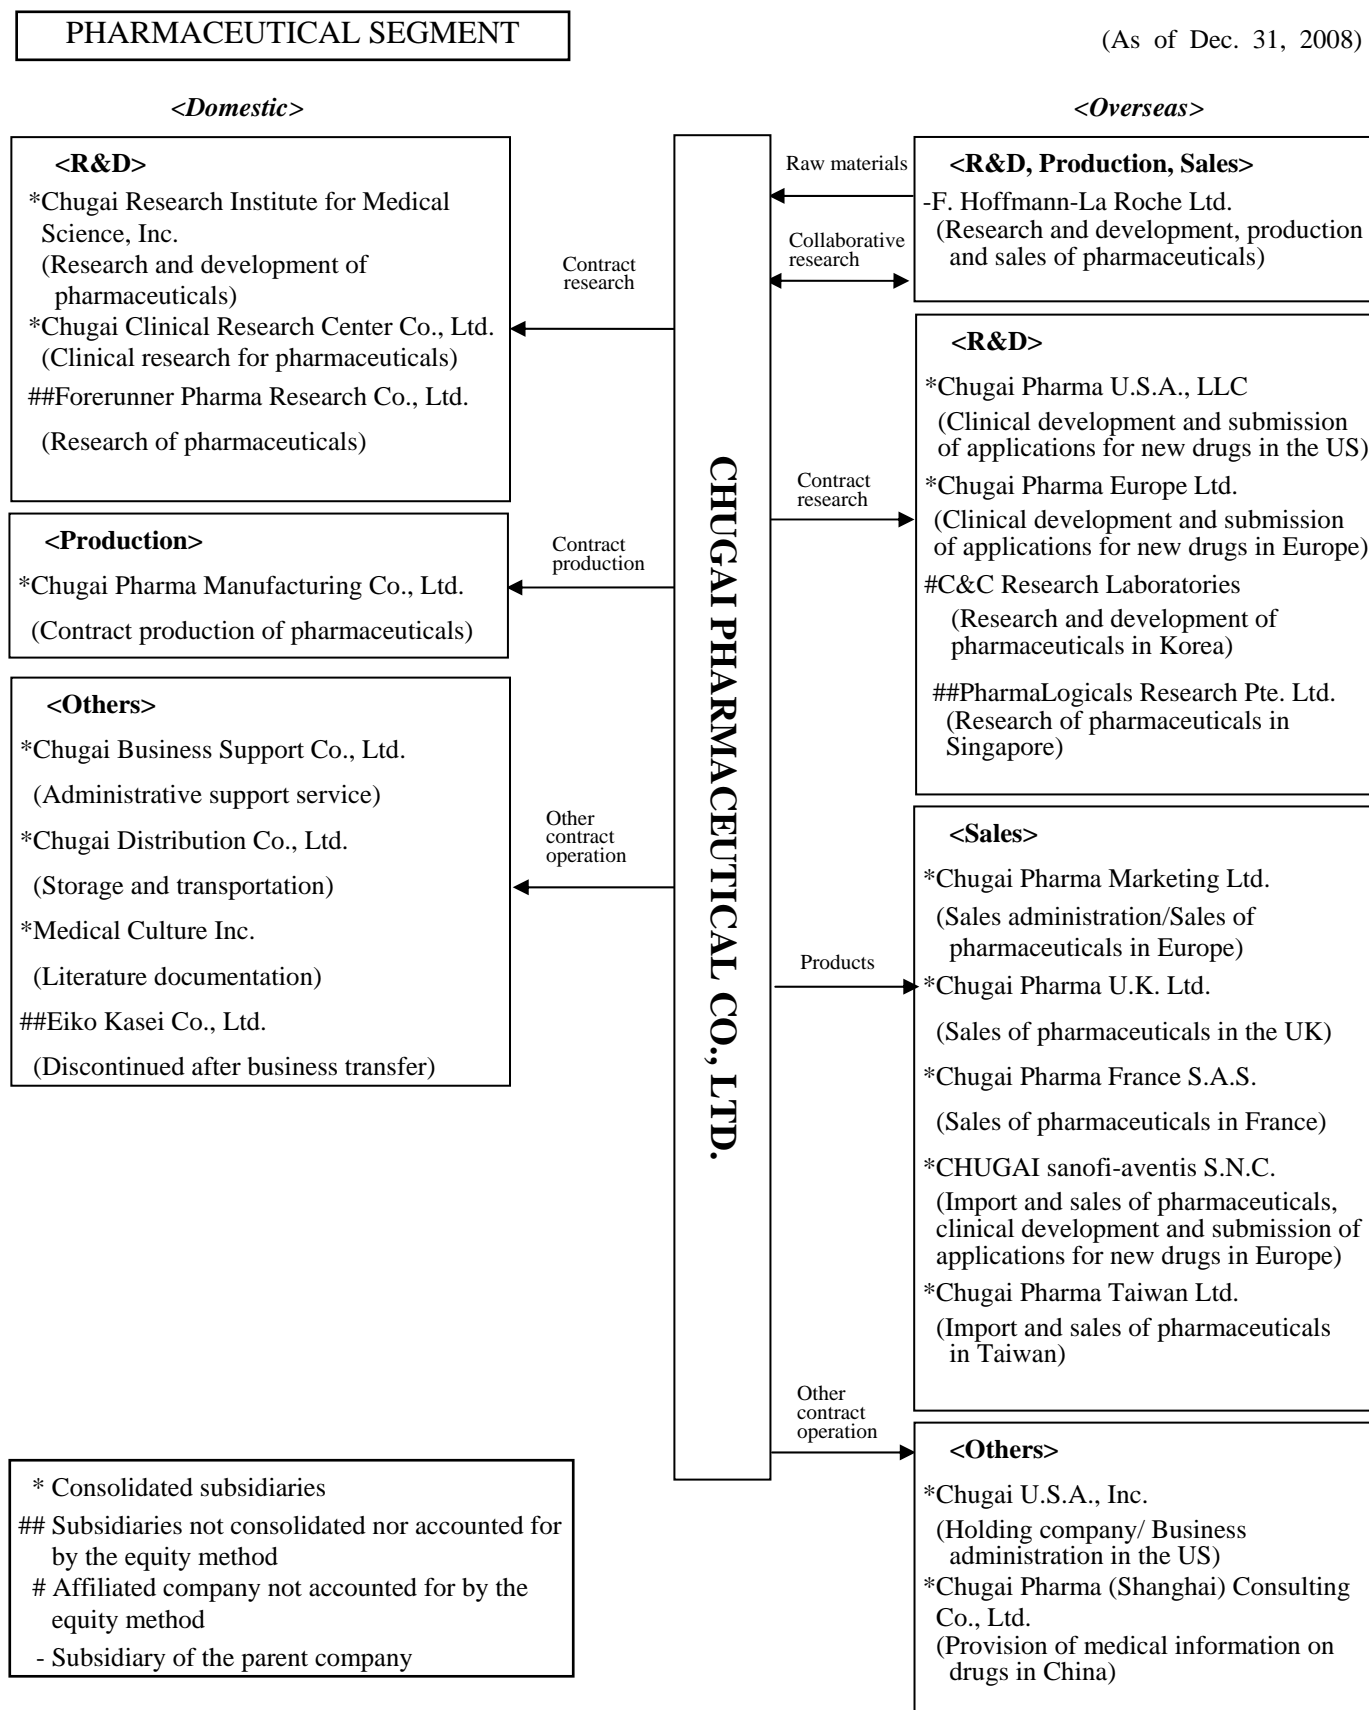 PHARMACEUTICAL SEGMENT
(As of Dec. 31, 2008)
<Domestic>
<R&D>
*Chugai Research Institute for Medical
Science, Inc.
(Research and development of
pharmaceuticals)
*Chugai Clinical Research Center Co., Ltd.
(Clinical research for pharmaceuticals)
##Forerunner Pharma Research Co., Ltd.
(Research of pharmaceuticals)
<Production>
*Chugai Pharma Manufacturing Co., Ltd.
(Contract production of pharmaceuticals)
<Others>
*Chugai Business Support Co., Ltd.
(Administrative support service)
*Chugai Distribution Co., Ltd.
(Storage and transportation)
*Medical Culture Inc.
(Literature documentation)
##Eiko Kasei Co., Ltd.
(Discontinued after business transfer)
Contract
research
Contract
production
Other
contract
operation
CHUGAI PHARMACEUTICAL CO., LTD.
Raw materials
Collaborative
research
Contract
research
Products
Other
contract
operation
<Overseas>
<R&D, Production, Sales>
-F. Hoffmann-La Roche Ltd.
(Research and development, production
and sales of pharmaceuticals)
<R&D>
*Chugai Pharma U.S.A., LLC
(Clinical development and submission
of applications for new drugs in the US)
*Chugai Pharma Europe Ltd.
(Clinical development and submission
of applications for new drugs in Europe)
#C&C Research Laboratories
(Research and development of
pharmaceuticals in Korea)
##PharmaLogicals Research Pte. Ltd.
(Research of pharmaceuticals in
Singapore)
<Sales>
*Chugai Pharma Marketing Ltd.
(Sales administration/Sales of
pharmaceuticals in Europe)
*Chugai Pharma U.K. Ltd.
(Sales of pharmaceuticals in the UK)
*Chugai Pharma France S.A.S.
(Sales of pharmaceuticals in France)
*CHUGAI sanofi-aventis S.N.C.
(Import and sales of pharmaceuticals,
clinical development and submission of
applications for new drugs in Europe)
*Chugai Pharma Taiwan Ltd.
(Import and sales of pharmaceuticals
in Taiwan)
<Others>
*Chugai U.S.A., Inc.
(Holding company/ Business
administration in the US)
*Chugai Pharma (Shanghai) Consulting
Co., Ltd.
(Provision of medical information on
drugs in China)
* Consolidated subsidiaries
## Subsidiaries not consolidated nor accounted for
by the equity method
# Affiliated company not accounted for by the
equity method
- Subsidiary of the parent company